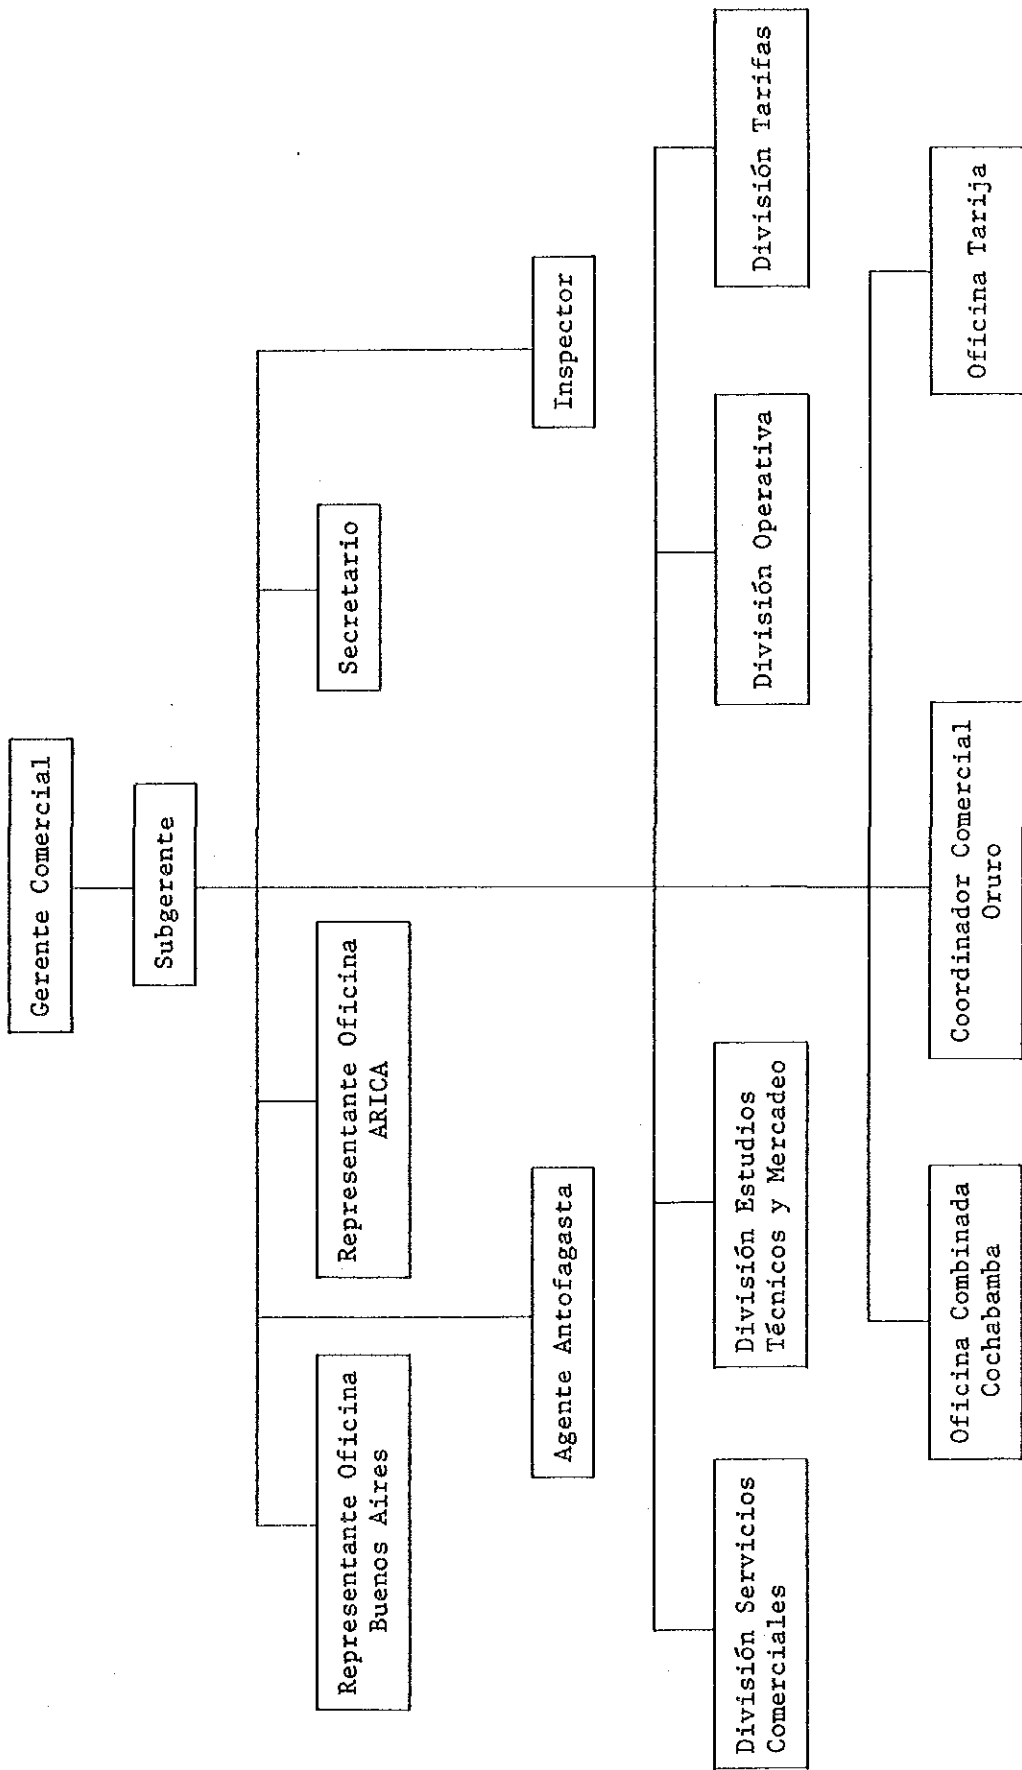 Gerente Comercial
Subgerente
Representante Oficina
Buenos Aires
Representante Oficina
ARICA
Secretario
Agente Antofagasta
Inspector
División Servicios
Comerciales
División Estudios
Técnicos y Mercadeo
División Operativa
División Tarifas
Oficina Combinada
Cochabamba
Coordinador Comercial
Oruro
Oficina Tarija